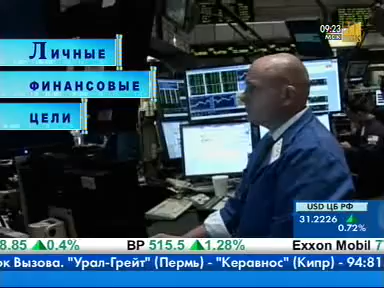 09:23
МСК
Личные
финансовые
цели
USD ЦБ РФ
31.2226
0.72%
8.85 0.4% BP 515.5 1.28% Exxon Mobil 7
ок Вызова. "Урал-Грейт" (Пермь) - "Керавнос" (Кипр) - 94:81